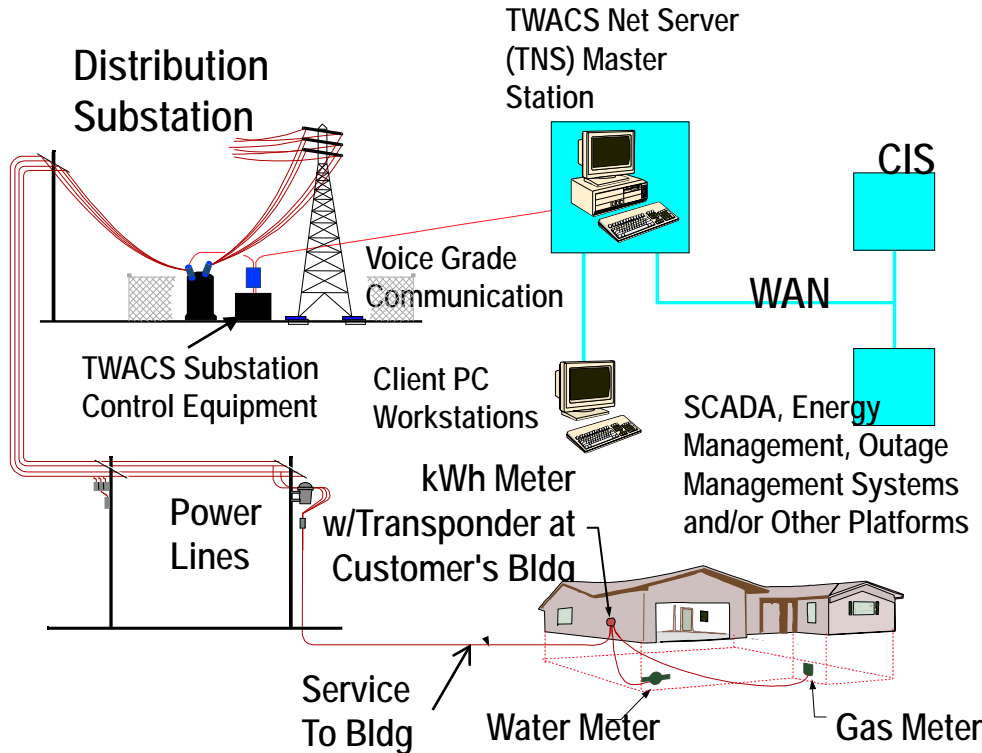 TWACS Net Server
(TNS) Master
Station
Distribution
Substation
CIS
Voice Grade
Communication
WAN
TWACS Substation
Control Equipment
Client PC
Workstations
SCADA, Energy
Management, Outage
Management Systems
and/or Other Platforms
kWh Meter
w/Transponder at
Customer's Bldg
Power
Lines
Service
To Bldg
Water Meter
Gas Meter